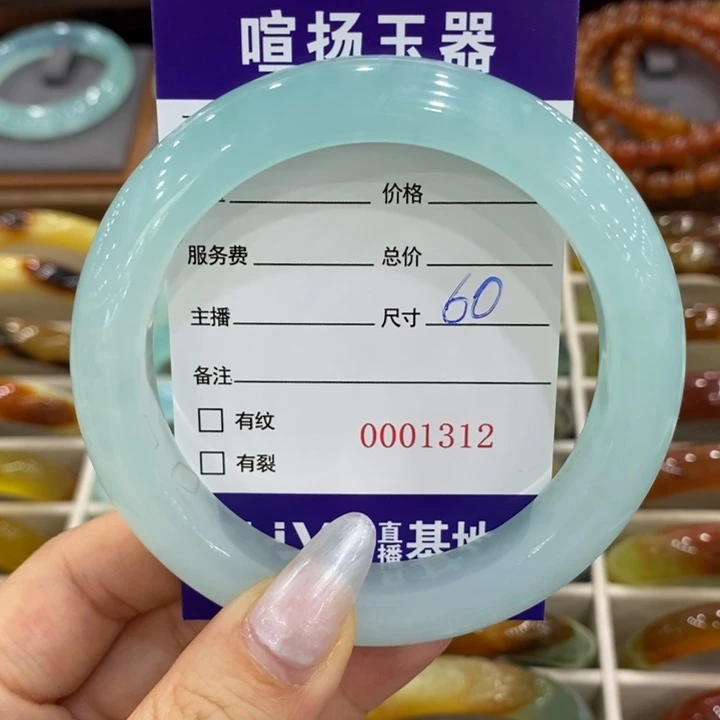 喧扬玉器
价格
服务费 总价
主播 尺寸 60
备注
有纹
0001312
有裂
直播基地